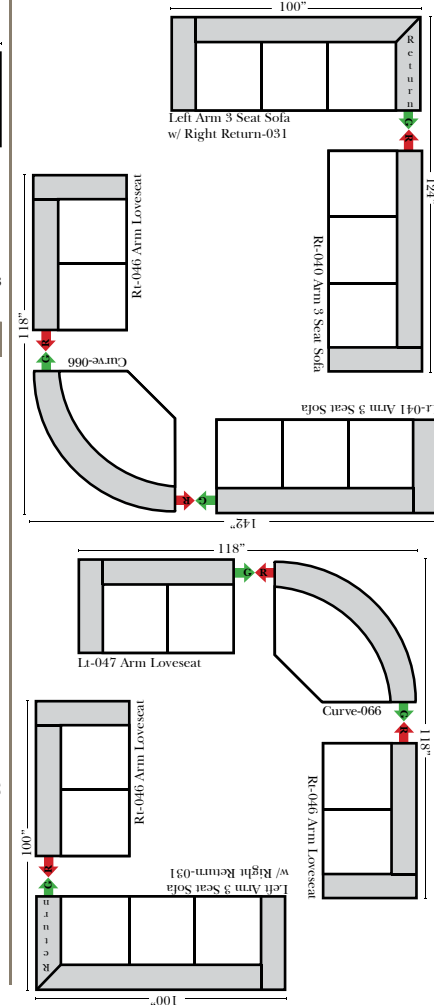 100”
Return
Left Arm 3 Seat Sofa
w/ Right Return-031
G
R
Rt-040 Arm 3 Seat Sofa
124"
Rt-046 Arm Loveseat
118”
R
G
Curve-066
R
G
Lt-041 Arm 3 Seat Sofa
142”
118”
Lt-047 Arm Loveseat
G
R
Curve-066
G
R
118”
Rt-046 Arm Loveseat
Rt-046 Arm Loveseat
100”
R
G
Return
Left Arm 3 Seat Sofa
w/ Right Return-031
100”